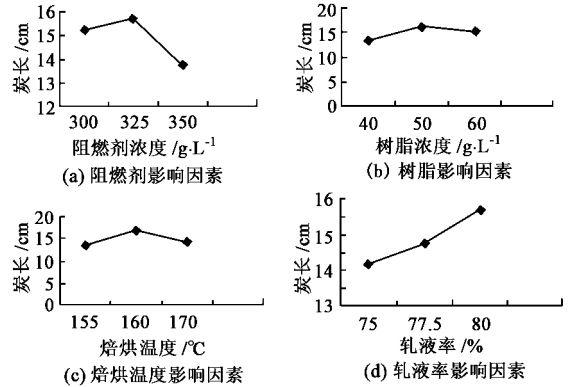 炭长/cm
16
15
14
13
12
300 325 350
阻燃剂浓度/g·L⁻¹
(a) 阻燃剂影响因素
炭长/cm
20
15
10
5
0
40 50 60
树脂浓度/g·L⁻¹
(b) 树脂影响因素
炭长/cm
20
15
10
5
0
155 160 170
焙烘温度/℃
(c) 焙烘温度影响因素
炭长/cm
16
15
14
13
75 77.5 80
轧液率/%
(d) 轧液率影响因素